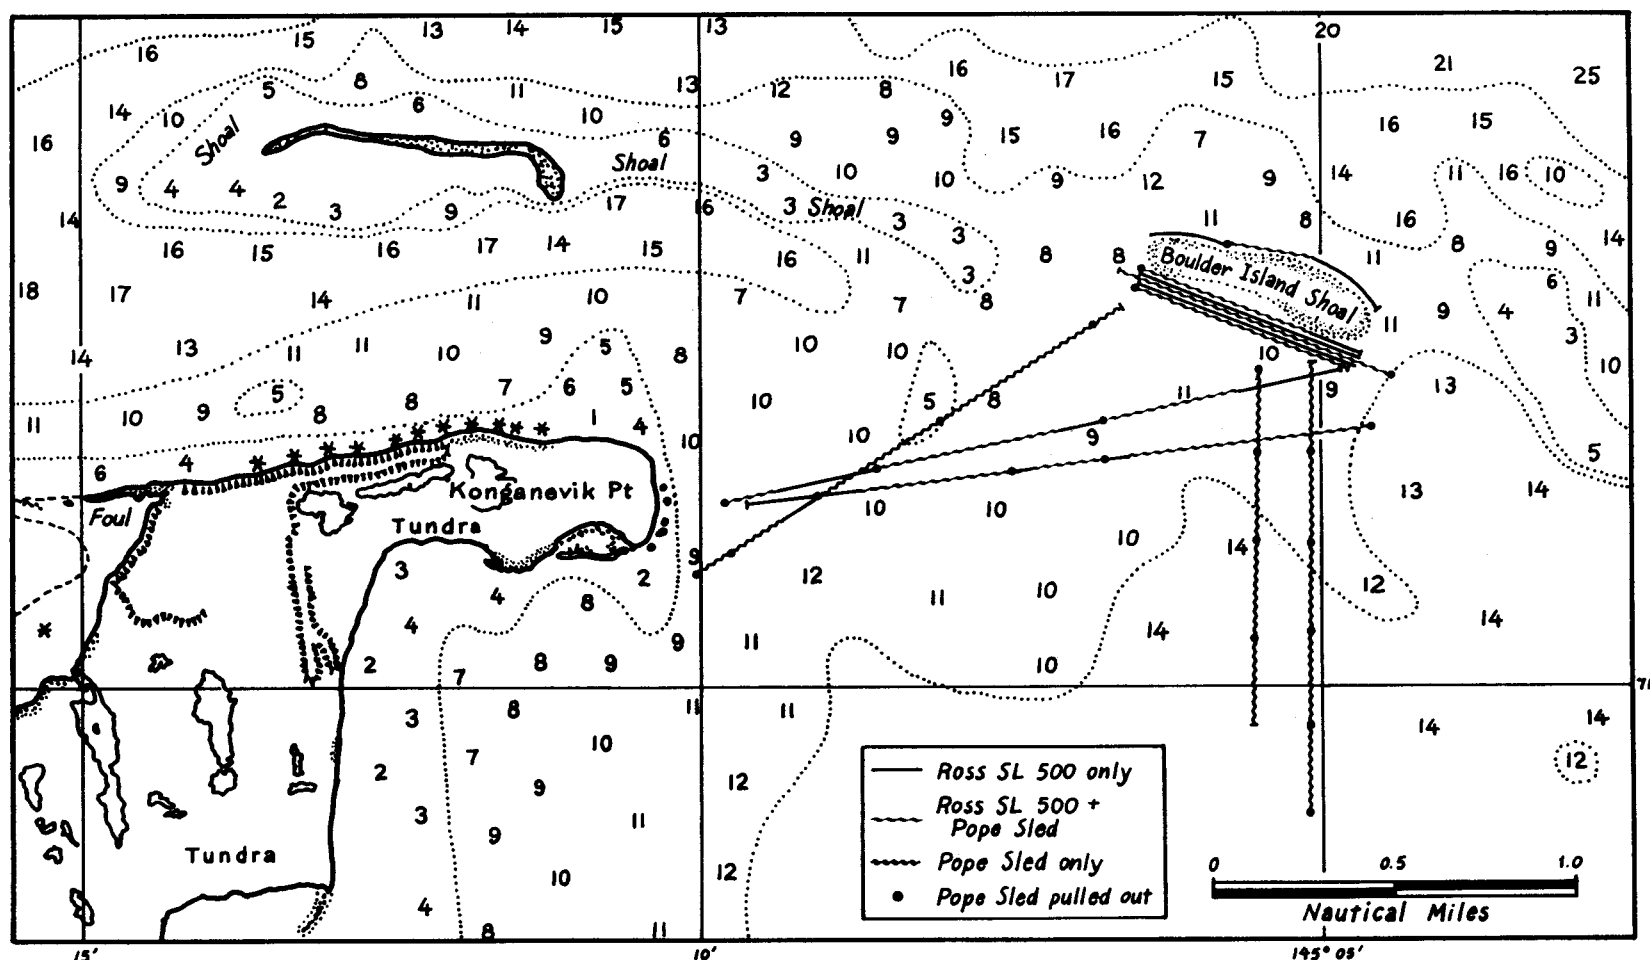 15 13 14 15 13 20
16 16 17 15 21 25
5 8 6 11 10 13 12 8 9
14 10 Shoal 16
9 4 4 2 3 9
6 Shoal 17 16
9 9 15 16 7 16 15
3 10 10 9 12 9 14 11 16 10
3 Shoal 3 3 3
14 16 15 16 17 14 15 16 11 8 8 11 8 11 16 8 9 14
Boulder Island Shoal
18 17 14 11 10 7 7 8 11 9 4 6 11 3
14 13 11 11 10 9 5 8 10 10 10 10
11 10 9 5 8 8 7 6 5 10 5 8 11 9 13
1 4 10 10 9 5
6 4
Konganevik Pt
Foul
Tundra
10 10 10 14 13 14
3 4 8 2 9 12 11 10 12
4 2 7 8 9 9 11 10 14 14
71
3 8 11 11 14 14
2 7 10 9 12 12
3 9 11
Tundra
10 12
4 8 11
Ross SL 500 only
Ross SL 500 +
Pope Sled
Pope Sled only
Pope Sled pulled out
0 0.5 1.0
Nautical Miles
15' 10' 145° 05'